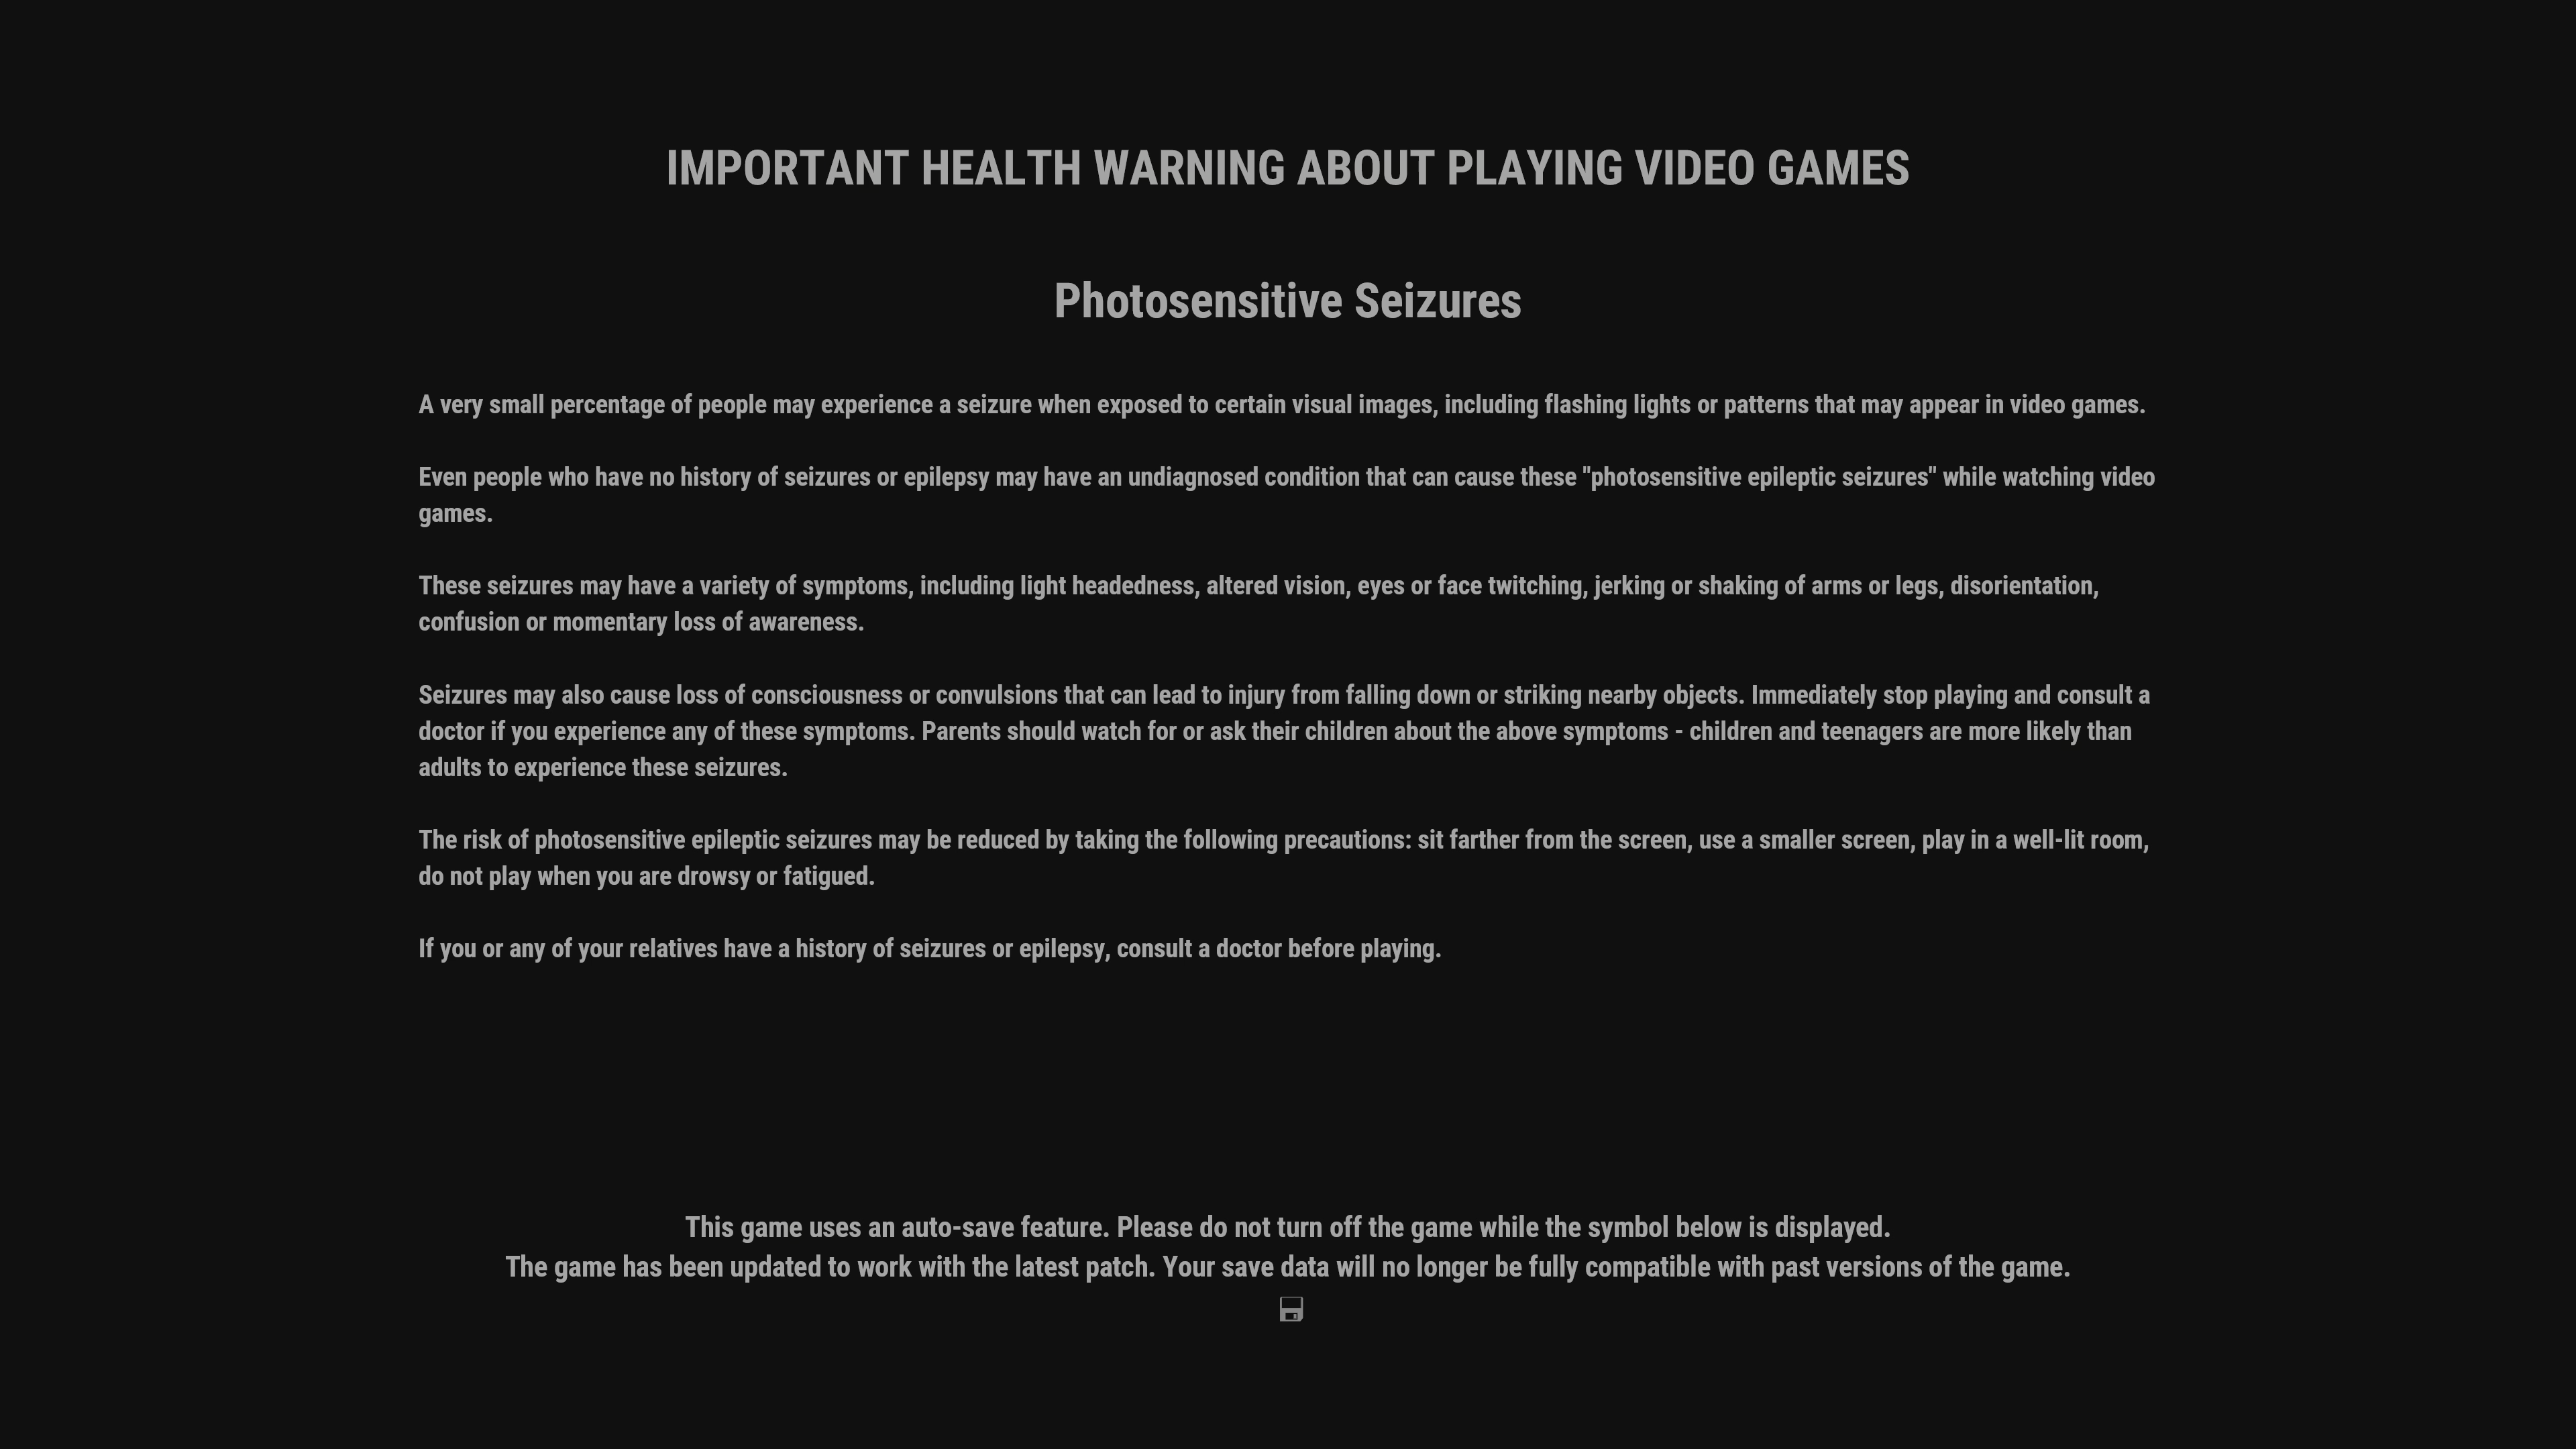 IMPORTANT HEALTH WARNING ABOUT PLAYING VIDEO GAMES
Photosensitive Seizures
A very small percentage of people may experience a seizure when exposed to certain visual images, including flashing lights or patterns that may appear in video games.
Even people who have no history of seizures or epilepsy may have an undiagnosed condition that can cause these "photosensitive epileptic seizures" while watching video
games.
These seizures may have a variety of symptoms, including light headedness, altered vision, eyes or face twitching, jerking or shaking of arms or legs, disorientation,
confusion or momentary loss of awareness.
Seizures may also cause loss of consciousness or convulsions that can lead to injury from falling down or striking nearby objects. Immediately stop playing and consult a
doctor if you experience any of these symptoms. Parents should watch for or ask their children about the above symptoms - children and teenagers are more likely than
adults to experience these seizures.
The risk of photosensitive epileptic seizures may be reduced by taking the following precautions: sit farther from the screen, use a smaller screen, play in a well-lit room,
do not play when you are drowsy or fatigued.
If you or any of your relatives have a history of seizures or epilepsy, consult a doctor before playing.
This game uses an auto-save feature. Please do not turn off the game while the symbol below is displayed.
The game has been updated to work with the latest patch. Your save data will no longer be fully compatible with past versions of the game.